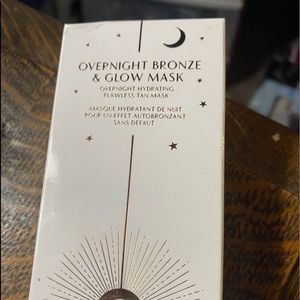 OVERNIGHT BRONZE
& GLOW MASK
OVERNIGHT HYDRATING
FLAWLESS TAN MASK
MASQUE HYDRATANT DE NUIT
POUR UN EFFET AUTOBRONZANT
SANS DÉFAUT